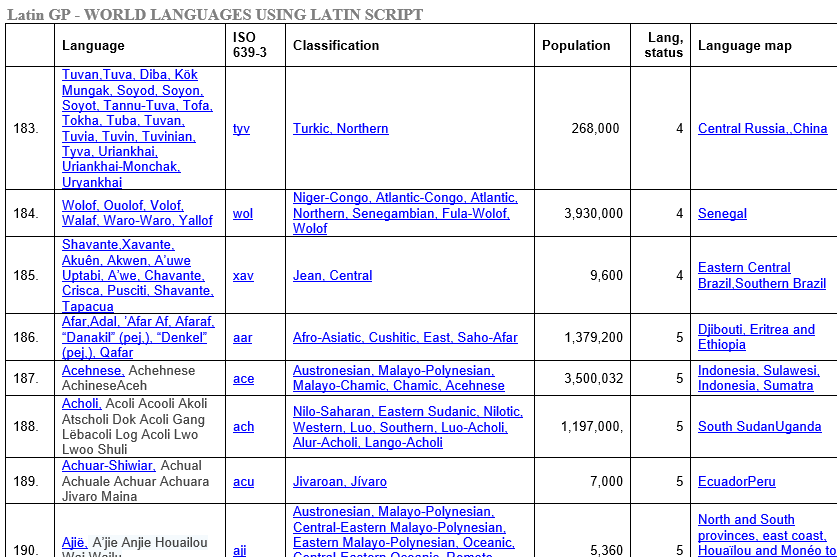 Latin GP - WORLD LANGUAGES USING LATIN SCRIPT
Language
ISO
639-3
Classification
Population
Lang,
status
Language map
183.
Tuvan,Tuva, Diba, Kök
Mungak, Soyod, Soyon,
Soyot, Tannu-Tuva, Tofa,
Tokha, Tuba, Tuvan,
Tuvia, Tuvin, Tuvinian,
Tyva, Uriankhai,
Uriankhai-Monchak,
Uryankhai
tyv
Turkic, Northern
268,000
4
Central Russia,,China
184.
Wolof, Ouolof, Volof,
Walaf, Waro-Waro, Yallof
wol
Niger-Congo, Atlantic-Congo, Atlantic,
Northern, Senegambian, Fula-Wolof,
Wolof
3,930,000
4
Senegal
185.
Shavante,Xavante,
Akuên, Akwen, A’uwe
Uptabi, A’we, Chavante,
Crisca, Pusciti, Shavante,
Tapacua
xav
Jean, Central
9,600
4
Eastern Central
Brazil,Southern Brazil
186.
Afar,Adal, ’Afar Af, Afaraf,
“Danakil” (pej.), “Denkel”
(pej.), Qafar
aar
Afro-Asiatic, Cushitic, East, Saho-Afar
1,379,200
5
Djibouti, Eritrea and
Ethiopia
187.
Acehnese, Achehnese
AchineseAceh
ace
Austronesian, Malayo-Polynesian,
Malayo-Chamic, Chamic, Acehnese
3,500,032
5
Indonesia, Sulawesi,
Indonesia, Sumatra
188.
Acholi, Acoli Acooli Akoli
Atscholi Dok Acoli Gang
Lëbacoli Log Acoli Lwo
Lwoo Shuli
ach
Nilo-Saharan, Eastern Sudanic, Nilotic,
Western, Luo, Southern, Luo-Acholi,
Alur-Acholi, Lango-Acholi
1,197,000,
5
South SudanUganda
189.
Achuar-Shiwiar, Achual
Achuale Achuar Achuara
Jivaro Maina
acu
Jivaroan, Jívaro
7,000
5
EcuadorPeru
190.
Ajië, A’jie Anjie Houailou
Wai Wailu
aji
Austronesian, Malayo-Polynesian,
Central-Eastern Malayo-Polynesian,
Eastern Malayo-Polynesian, Oceanic,
Central-Eastern Oceanic, Remote
5,360
5
North and South
provinces, east coast,
Houaïlou and Monéo to